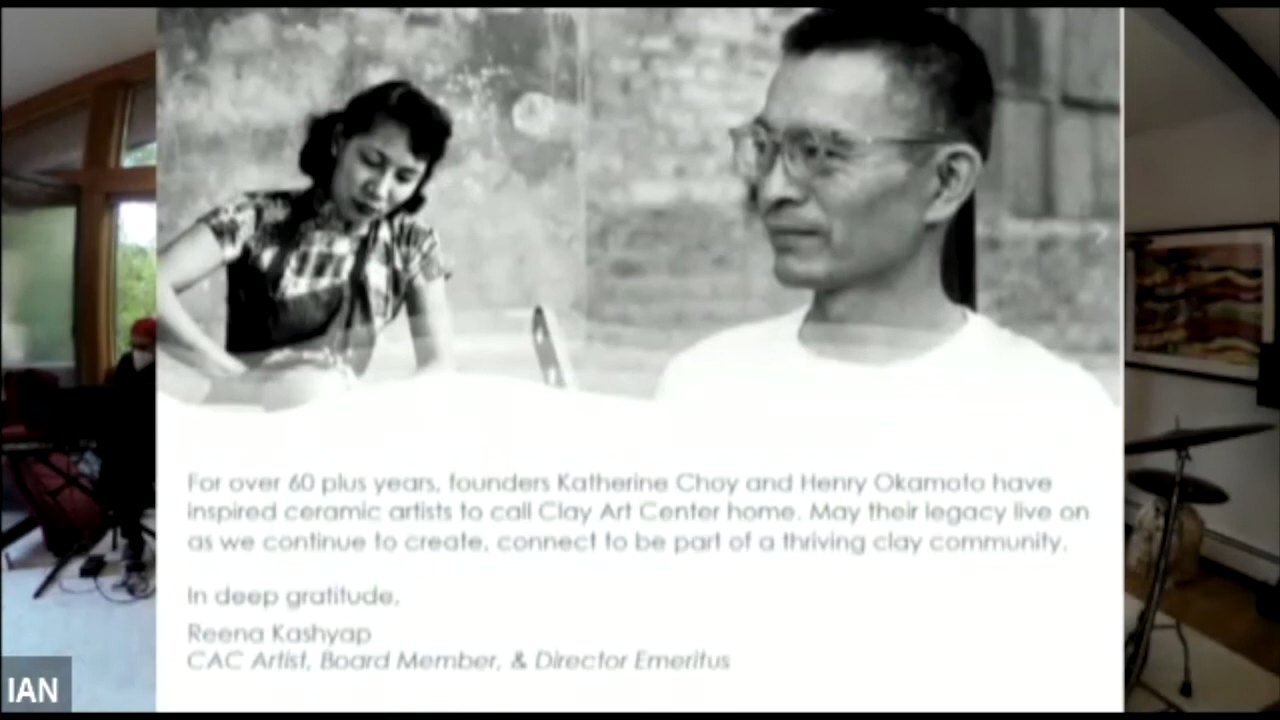 For over 60 plus years, founders Katherine Choy and Henry Okamoto have
inspired ceramic artists to call Clay Art Center home. May their legacy live on
as we continue to create, connect to be part of a thriving clay community.
In deep gratitude,
Reena Kashyap
CAC Artist, Board Member, & Director Emeritus
IAN